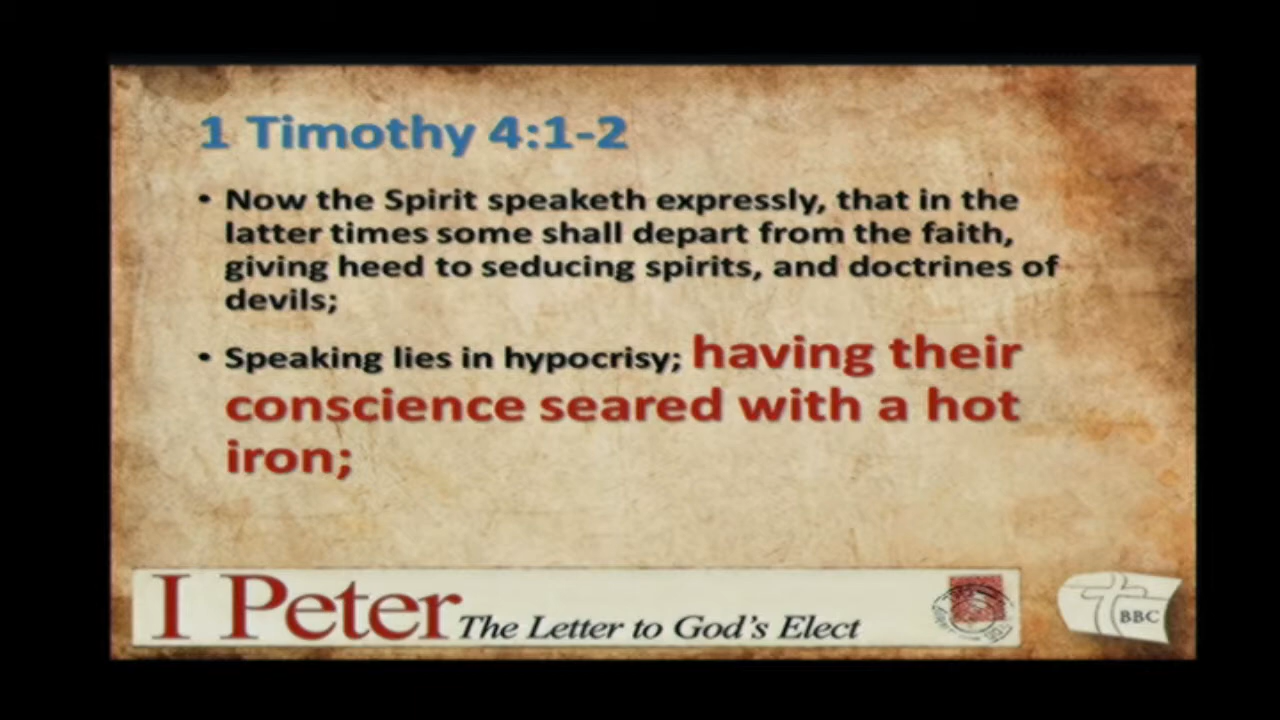 1 Timothy 4:1-2
• Now the Spirit speaketh expressly, that in the
latter times some shall depart from the faith,
giving heed to seducing spirits, and doctrines of
devils;
• Speaking lies in hypocrisy; having their
conscience seared with a hot
iron;
I Peter The Letter to God's Elect
BBC